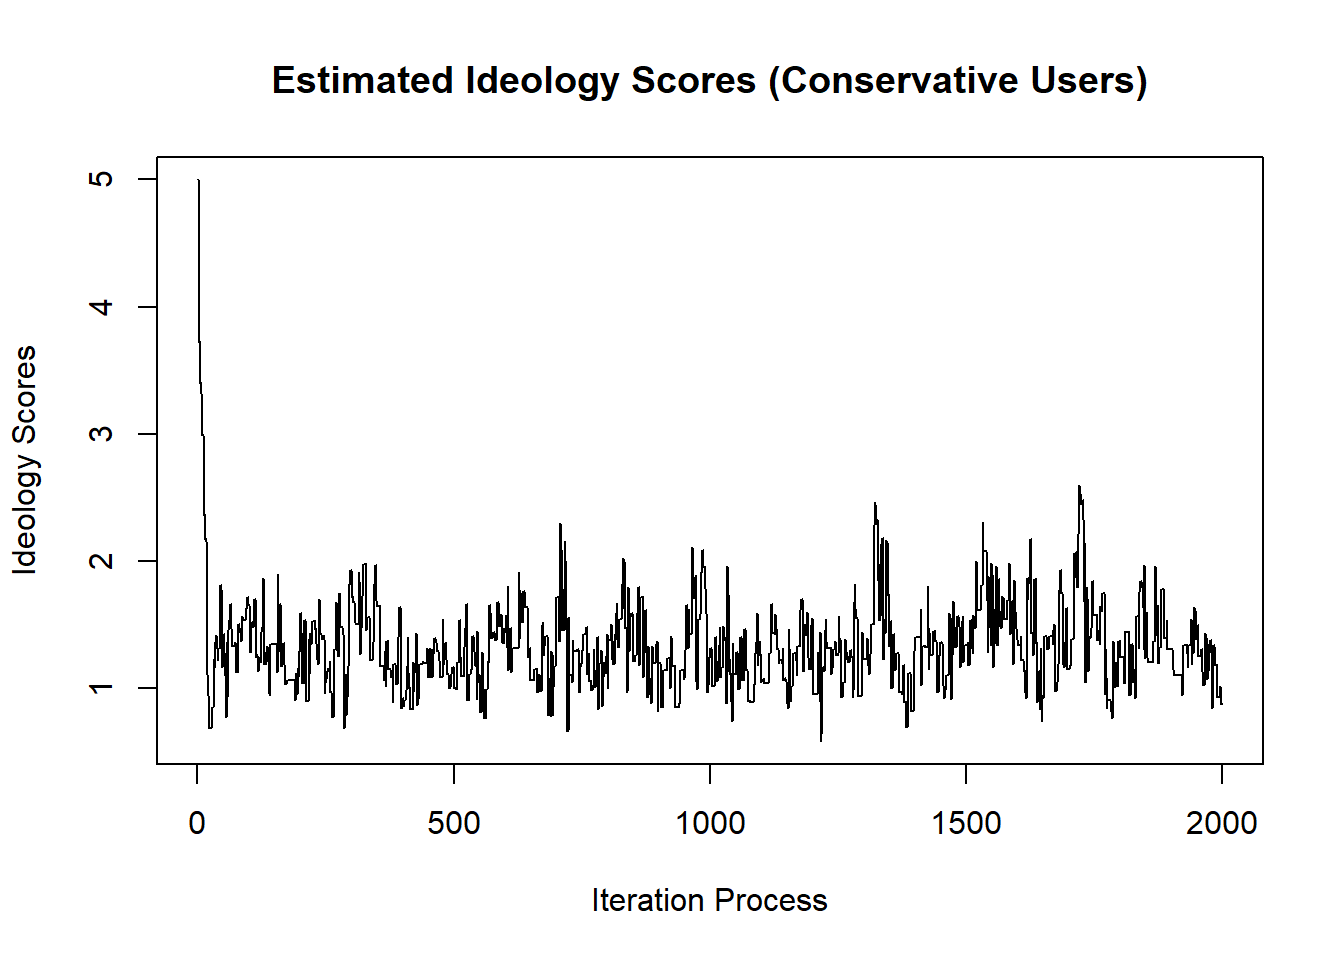 Estimated Ideology Scores (Conservative Users)
Ideology Scores
5
4
3
2
1
0 500 1000 1500 2000
Iteration Process